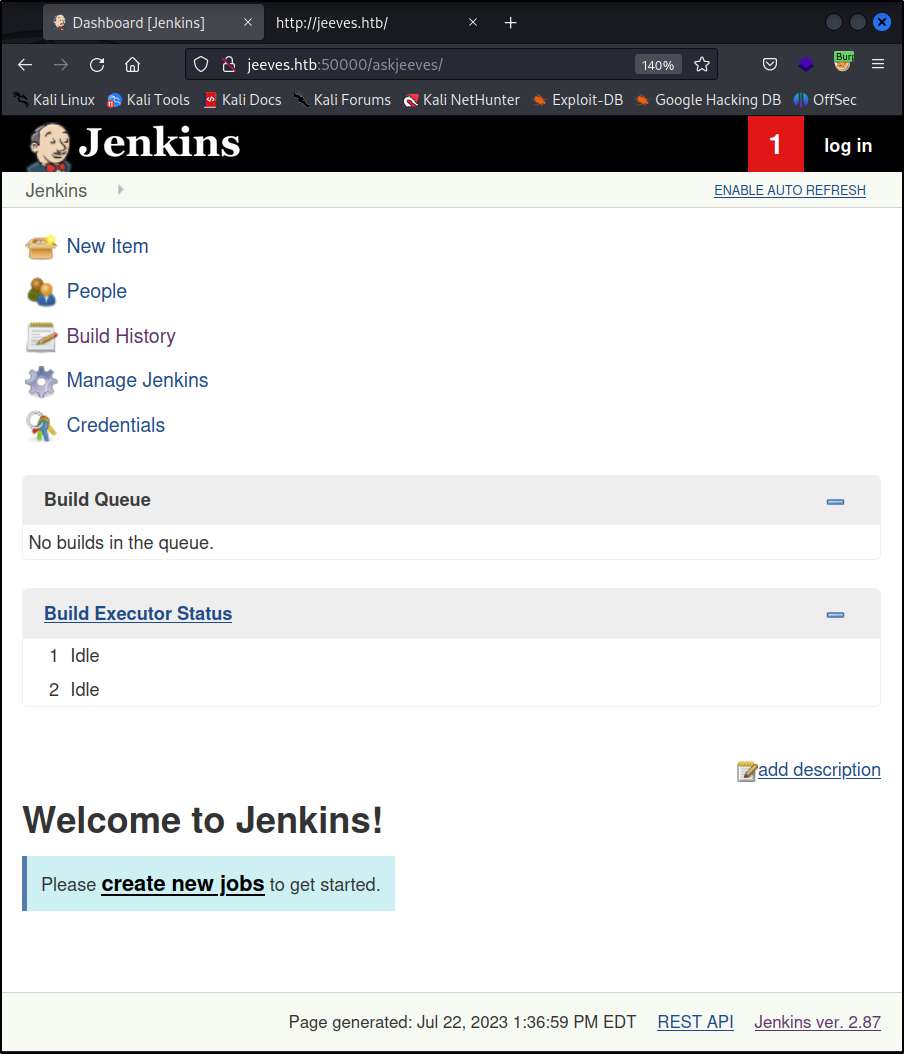 Dashboard [Jenkins]
http://jeeves.htb/
jeeves.htb:50000/askjeeves/
140%
Burp
Kali Linux
Kali Tools
Kali Docs
Kali Forums
Kali NetHunter
Exploit-DB
Google Hacking DB
OffSec
Jenkins
1
log in
Jenkins
ENABLE AUTO REFRESH
New Item
People
Build History
Manage Jenkins
Credentials
Build Queue
No builds in the queue.
Build Executor Status
1 Idle
2 Idle
add description
Welcome to Jenkins!
Please create new jobs to get started.
Page generated: Jul 22, 2023 1:36:59 PM EDT REST API Jenkins ver. 2.87